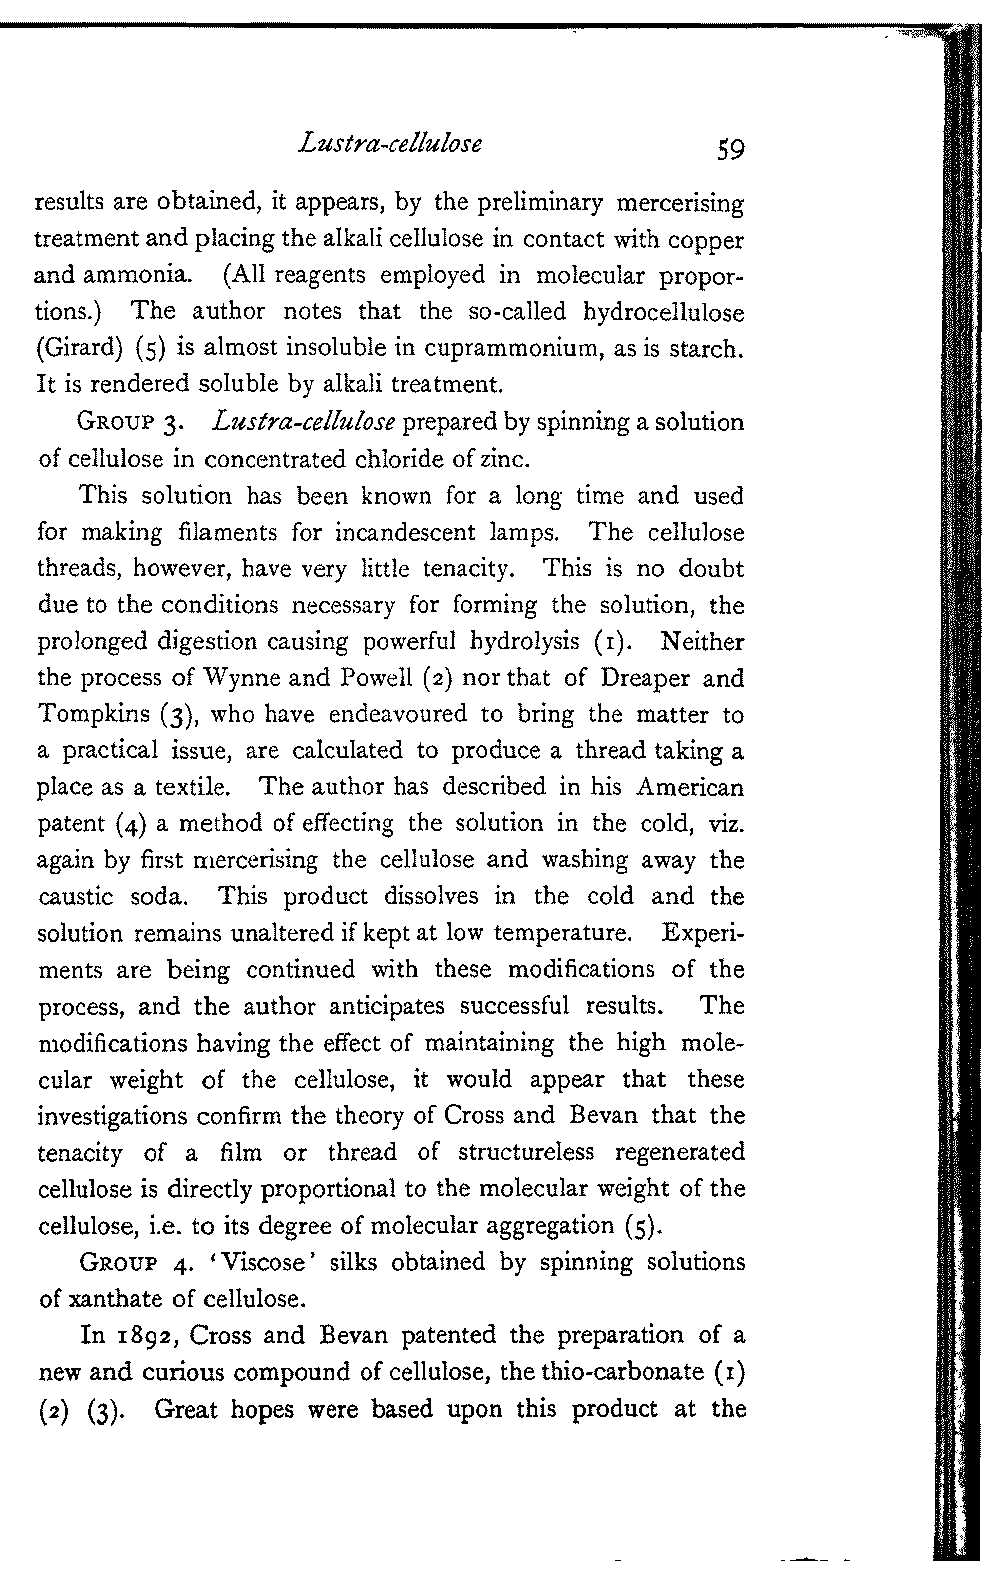 Lustra-cellulose 59
results are obtained, it appears, by the preliminary mercerising
treatment and placing the alkali cellulose in contact with copper
and ammonia. (All reagents employed in molecular propor-
tions.) The author notes that the so-called hydrocellulose
(Girard) (5) is almost insoluble in cuprammonium, as is starch.
It is rendered soluble by alkali treatment.
GROUP 3. Lustra-cellulose prepared by spinning a solution
of cellulose in concentrated chloride of zinc.
This solution has been known for a long time and used
for making filaments for incandescent lamps. The cellulose
threads, however, have very little tenacity. This is no doubt
due to the conditions necessary for forming the solution, the
prolonged digestion causing powerful hydrolysis (1). Neither
the process of Wynne and Powell (2) nor that of Dreaper and
Tompkins (3), who have endeavoured to bring the matter to
a practical issue, are calculated to produce a thread taking a
place as a textile. The author has described in his American
patent (4) a method of effecting the solution in the cold, viz.
again by first mercerising the cellulose and washing away the
caustic soda. This product dissolves in the cold and the
solution remains unaltered if kept at low temperature. Experi-
ments are being continued with these modifications of the
process, and the author anticipates successful results. The
modifications having the effect of maintaining the high mole-
cular weight of the cellulose, it would appear that these
investigations confirm the theory of Cross and Bevan that the
tenacity of a film or thread of structureless regenerated
cellulose is directly proportional to the molecular weight of the
cellulose, i.e. to its degree of molecular aggregation (5).
GROUP 4. 'Viscose' silks obtained by spinning solutions
of xanthate of cellulose.
In 1892, Cross and Bevan patented the preparation of a
new and curious compound of cellulose, the thio-carbonate (1)
(2) (3). Great hopes were based upon this product at the